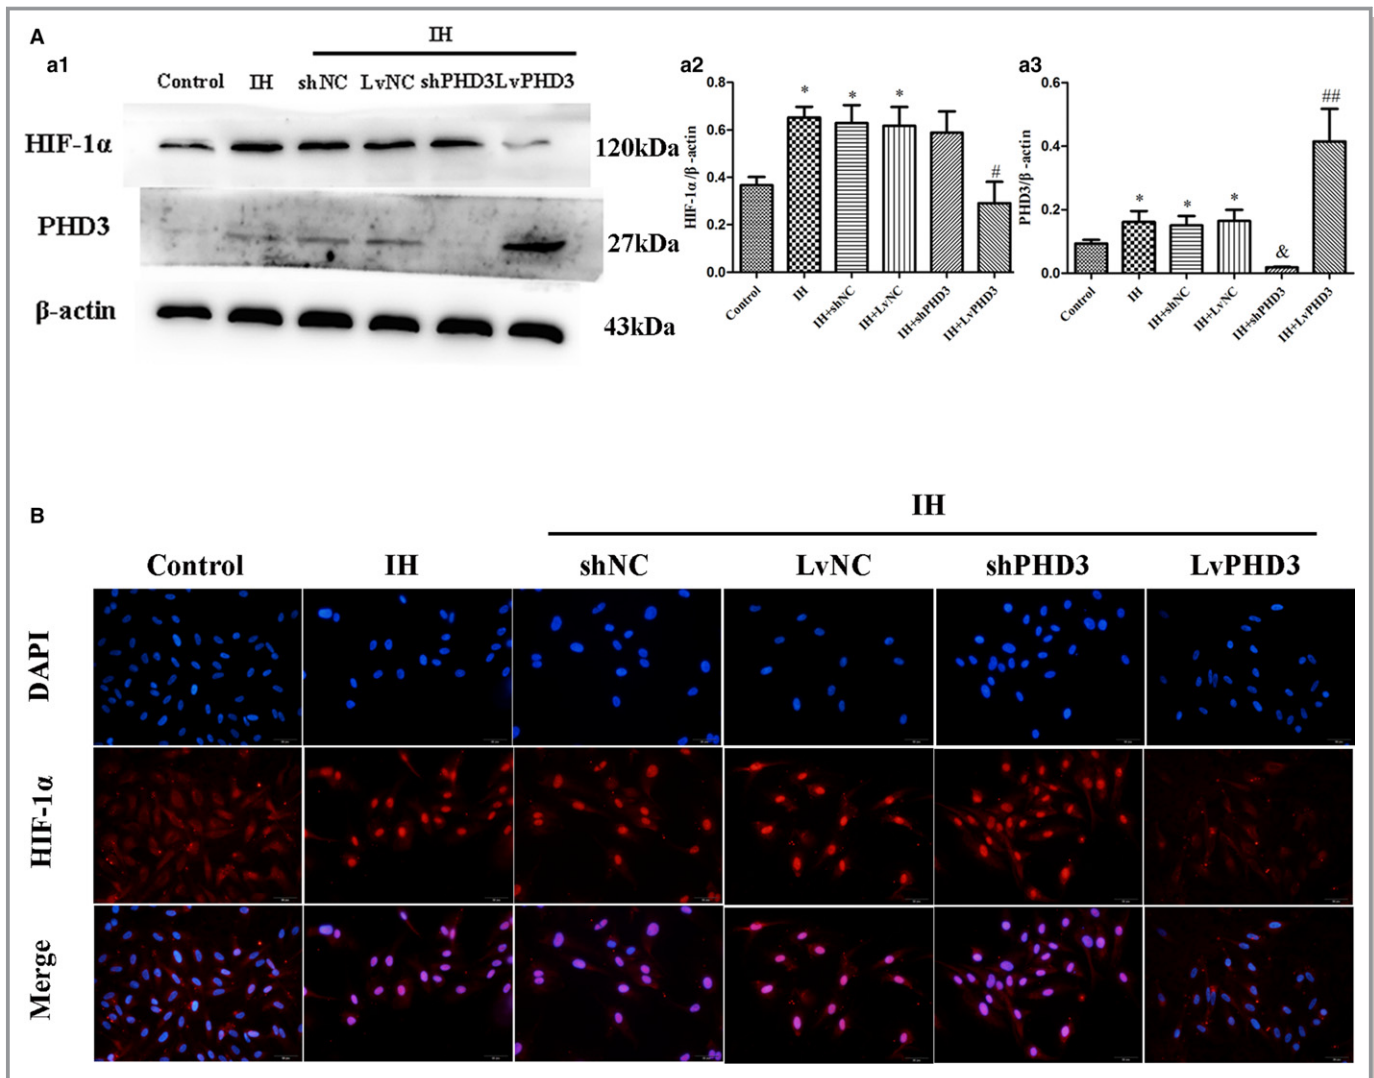 A
a1
IH
Control IH shNC LvNC shPHD3LvPHD3
HIF-1α
120kDa
PHD3
27kDa
β-actin
43kDa
a2
HIF-1α/β-actin
0.8
0.6
0.4
0.2
0.0
*
*
*
#
Control
IH
IH+shNC
IH+LvNC
IH+shPHD3
IH+LvPHD3
a3
PHD3/β-actin
0.6
0.4
0.2
0.0
*
*
*
&
##
Control
IH
IH+shNC
IH+LvNC
IH+shPHD3
IH+LvPHD3
B
IH
Control IH shNC LvNC shPHD3 LvPHD3
DAPI
HIF-1α
Merge